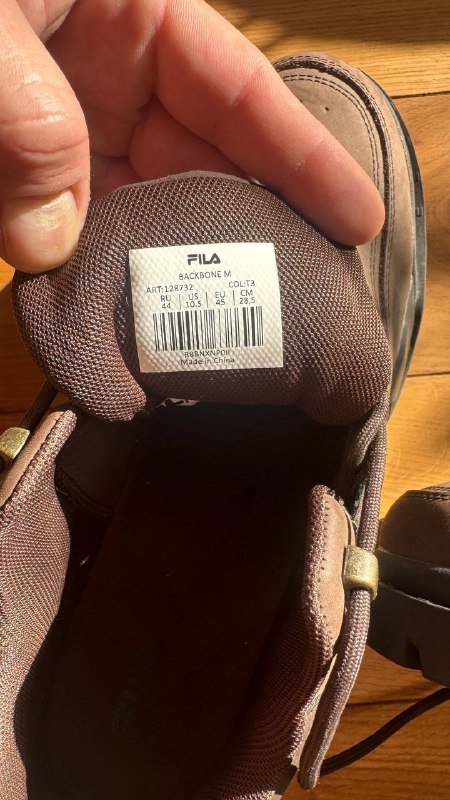 FILA
BACKBONE M
ART:128732 COL:T3
RU US EU CM
44 10,5 45 28,5
R8BNXNP0II
Made in China